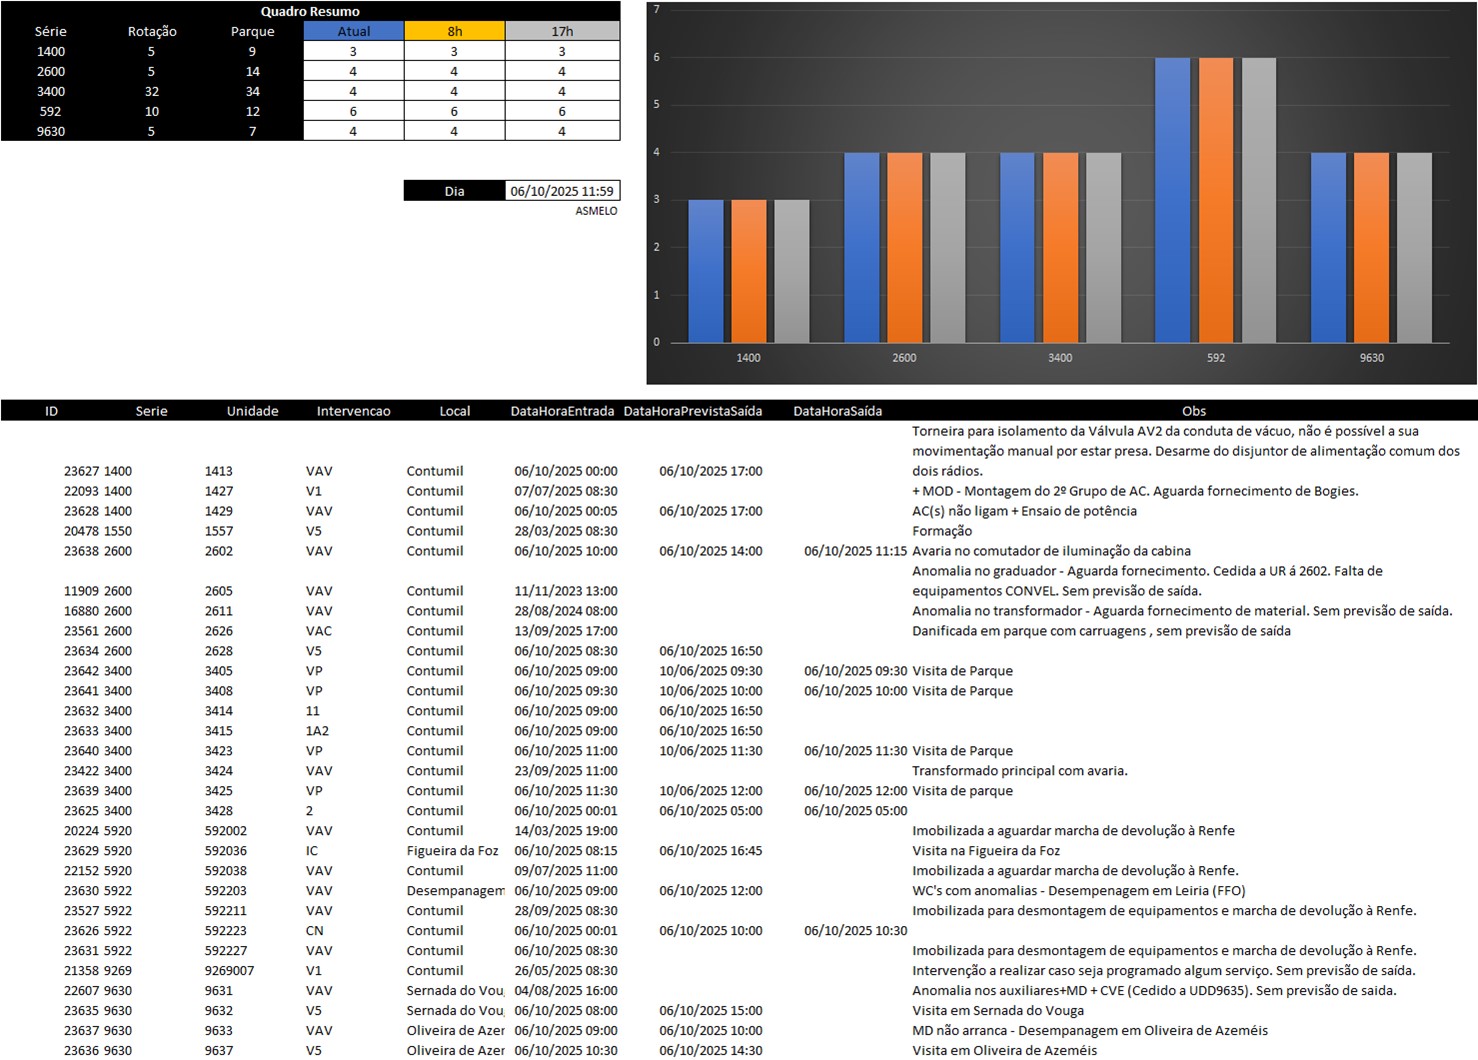 Quadro Resumo
Série Rotação Parque Atual 8h 17h
1400 5 9 3 3 3
2600 5 14 4 4 4
3400 32 34 4 4 4
592 10 12 6 6 6
9630 5 7 4 4 4
Dia 06/10/2025 11:59
ASMELO
7
6
5
4
3
2
1
0
1400 2600 3400 592 9630
ID Serie Unidade Intervencao Local DataHoraEntrada DataHoraPrevistaSaída DataHoraSaída Obs
Torneira para isolamento da Válvula AV2 da conduta de vácuo, não é possível a sua
movimentação manual por estar presa. Desarme do disjuntor de alimentação comum dos
23627 1400 1413 VAV Contumil 06/10/2025 00:00 06/10/2025 17:00 dois rádios.
22093 1400 1427 V1 Contumil 07/07/2025 08:30 + MOD - Montagem do 2º Grupo de AC. Aguarda fornecimento de Bogies.
23628 1400 1429 VAV Contumil 06/10/2025 00:05 06/10/2025 17:00 AC(s) não ligam + Ensaio de potência
20478 1550 1557 V5 Contumil 28/03/2025 08:30 Formação
23638 2600 2602 VAV Contumil 06/10/2025 10:00 06/10/2025 14:00 06/10/2025 11:15 Avaria no comutador de iluminação da cabina
Anomalia no graduador - Aguarda fornecimento. Cedida a UR á 2602. Falta de
11909 2600 2605 VAV Contumil 11/11/2023 13:00 equipamentos CONVEL. Sem previsão de saída.
16880 2600 2611 VAV Contumil 28/08/2024 08:00 Anomalia no transformador - Aguarda fornecimento de material. Sem previsão de saída.
23561 2600 2626 VAC Contumil 13/09/2025 17:00 Danificada em parque com carruagens , sem previsão de saída
23634 2600 2628 V5 Contumil 06/10/2025 08:30 06/10/2025 16:50
23642 3400 3405 VP Contumil 06/10/2025 09:00 10/06/2025 09:30 06/10/2025 09:30 Visita de Parque
23641 3400 3408 VP Contumil 06/10/2025 09:30 10/06/2025 10:00 06/10/2025 10:00 Visita de Parque
23632 3400 3414 11 Contumil 06/10/2025 09:00 06/10/2025 16:50
23633 3400 3415 1A2 Contumil 06/10/2025 09:00 06/10/2025 16:50
23640 3400 3423 VP Contumil 06/10/2025 11:00 10/06/2025 11:30 06/10/2025 11:30 Visita de Parque
23422 3400 3424 VAV Contumil 23/09/2025 11:00 Transformado principal com avaria.
23639 3400 3425 VP Contumil 06/10/2025 11:30 10/06/2025 12:00 06/10/2025 12:00 Visita de parque
23625 3400 3428 2 Contumil 06/10/2025 00:01 06/10/2025 05:00 06/10/2025 05:00
20224 5920 592002 VAV Contumil 14/03/2025 19:00 Imobilizada a aguardar marcha de devolução à Renfe
23629 5920 592036 IC Figueira da Foz 06/10/2025 08:15 06/10/2025 16:45 Visita na Figueira da Foz
22152 5920 592038 VAV Contumil 09/07/2025 11:00 Imobilizada a aguardar marcha de devolução à Renfe.
23630 5922 592203 VAV Desempanagem 06/10/2025 09:00 06/10/2025 12:00 WC's com anomalias - Desempenagem em Leiria (FFO)
23527 5922 592211 VAV Contumil 28/09/2025 08:30 Imobilizada para desmontagem de equipamentos e marcha de devolução à Renfe.
23626 5922 592223 CN Contumil 06/10/2025 00:01 06/10/2025 10:00 06/10/2025 10:30
23631 5922 592227 VAV Contumil 06/10/2025 08:30 Imobilizada para desmontagem de equipamentos e marcha de devolução à Renfe.
21358 9269 9269007 V1 Contumil 26/05/2025 08:30 Intervenção a realizar caso seja programado algum serviço. Sem previsão de saída.
22607 9630 9631 VAV Sernada do Vou 04/08/2025 16:00 Anomalia nos auxiliares+MD + CVE (Cedido a UDD9635). Sem previsão de saida.
23635 9630 9632 V5 Sernada do Vou 06/10/2025 08:00 06/10/2025 15:00 Visita em Sernada do Vouga
23637 9630 9633 VAV Oliveira de Azer 06/10/2025 09:00 06/10/2025 10:00 MD não arranca - Desempanagem em Oliveira de Azeméis
23636 9630 9637 V5 Oliveira de Azer 06/10/2025 10:30 06/10/2025 14:30 Visita em Oliveira de Azeméis